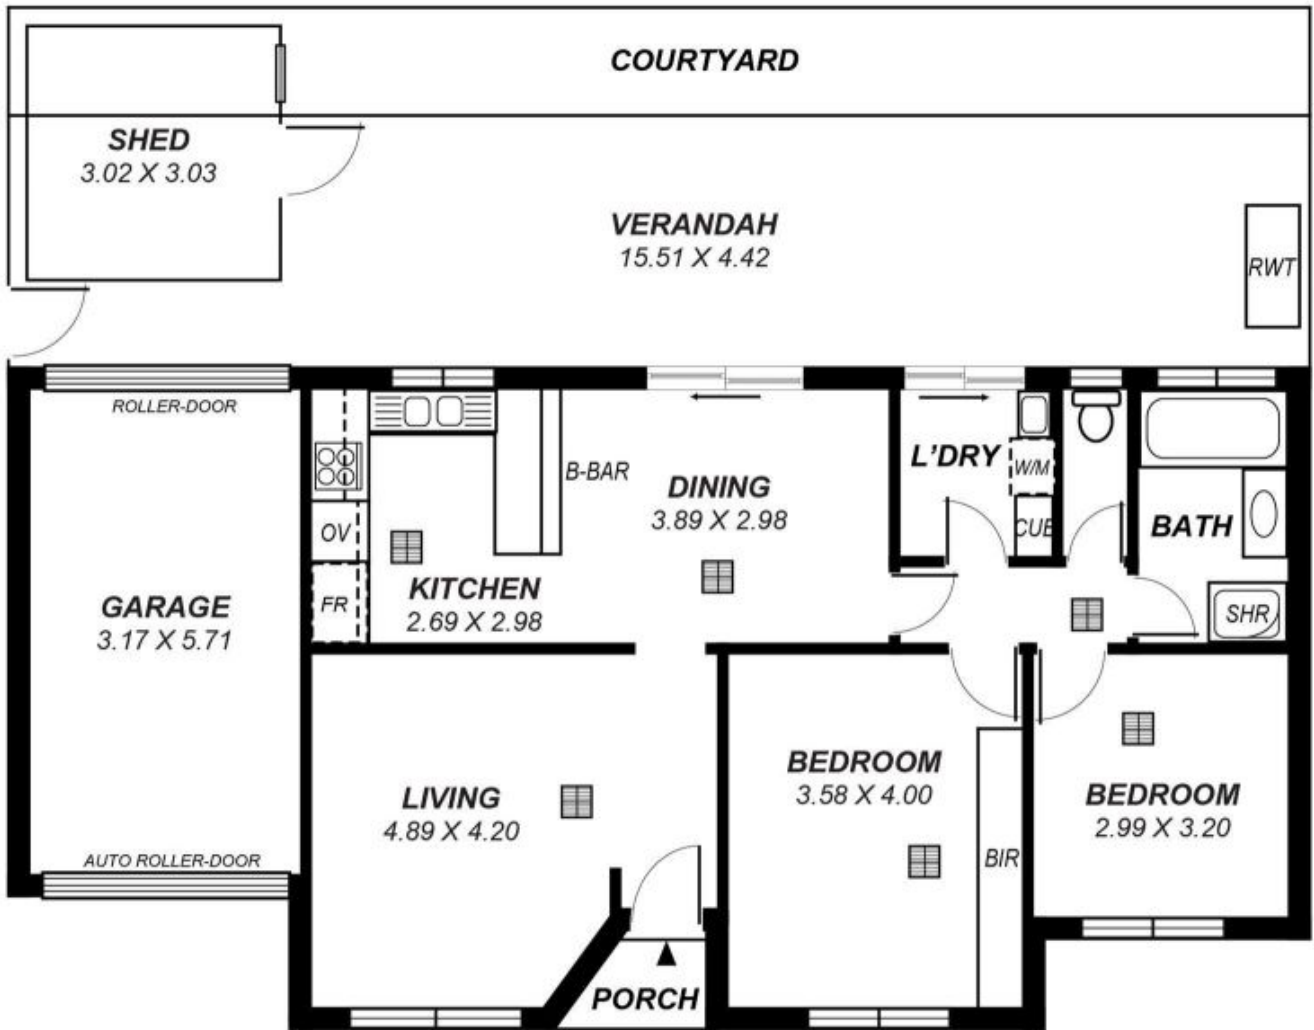 COURTYARD
SHED
3.02 X 3.03
VERANDAH
15.51 X 4.42
RWT
ROLLER-DOOR
B-BAR
L'DRY
W/M
DINING
3.89 X 2.98
OV
CUB
BATH
KITCHEN
2.69 X 2.98
FR
GARAGE
3.17 X 5.71
SHR
BEDROOM
3.58 X 4.00
LIVING
4.89 X 4.20
BEDROOM
2.99 X 3.20
AUTO ROLLER-DOOR
BIR
PORCH